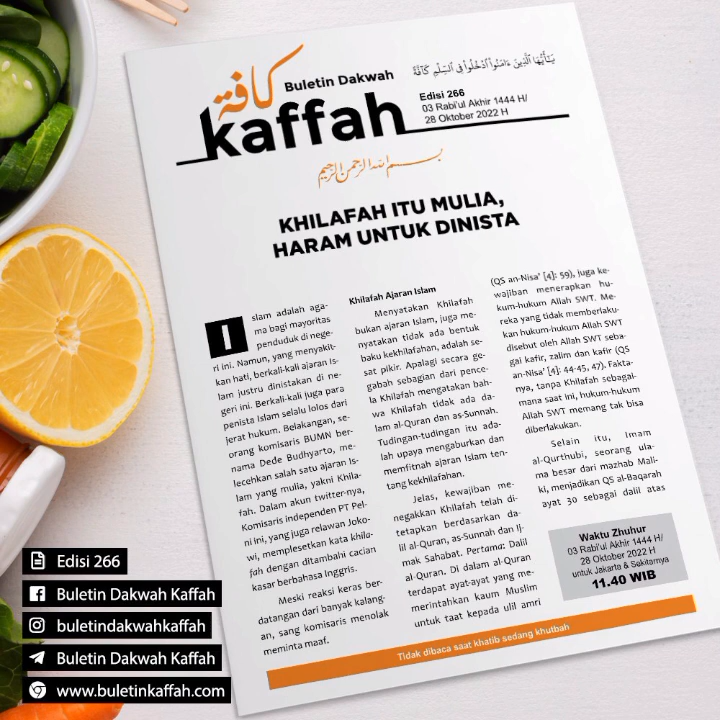 كافة
Buletin Dakwah
kaffah
يَـٰٓأَيُّهَا ٱلَّذِينَ ءَامَنُوا۟ ٱدْخُلُوا۟ فِى ٱلسِّلْمِ كَآفَّةً
Edisi 266
03 Rabi'ul Akhir 1444 H/
28 Oktober 2022 H
بسم الله الرحمن الرحيم
KHILAFAH ITU MULIA,
HARAM UNTUK DINISTA
Islam adalah aga-
ma bagi mayoritas
penduduk di nege-
ri ini. Namun, yang menyakit-
kan hati, berkali-kali ajaran Is-
lam justru dinistakan di ne-
geri ini. Berkali-kali juga para
penista Islam selalu lolos dari
jerat hukum. Belakangan, se-
orang komisaris BUMN ber-
nama Dede Budhyarto, me-
lecehkan salah satu ajaran Is-
lam yang mulia, yakni Khila-
fah. Dalam akun twitter-nya,
Komisaris independen PT Pel-
ni ini, yang juga relawan Joko-
wi, memplesetkan kata khila-
fah dengan ditambahi cacian
kasar berbahasa Inggris.
Meski reaksi keras ber-
datangan dari banyak kalang-
an, sang komisaris menolak
meminta maaf.
Khilafah Ajaran Islam
Menyatakan Khilafah
bukan ajaran Islam, juga me-
nyatakan tidak ada bentuk
baku kekhilafahan, adalah se-
sat pikir. Apalagi secara ge-
gabah sebagian dari pence-
la Khilafah mengatakan bah-
wa Khilafah tidak ada da-
lam al-Quran dan as-Sunnah.
Tudingan-tudingan itu ada-
lah upaya mengaburkan dan
memfitnah ajaran Islam ten-
tang kekhilafahan.
Jelas, kewajiban me-
negakkan Khilafah telah di-
tetapkan berdasarkan da-
lil al-Quran, as-Sunnah dan Ij-
mak Sahabat. Pertama: Dalil
al-Quran. Di dalam al-Quran
terdapat ayat-ayat yang me-
merintahkan kaum Muslim
untuk taat kepada ulil amri
(QS an-Nisa' [4]: 59), juga ke-
wajiban menerapkan hu-
kum-hukum Allah SWT. Me-
reka yang tidak memberlaku-
kan hukum-hukum Allah SWT
disebut oleh Allah SWT seba-
gai kafir, zalim dan kafir (QS
an-Nisa' [4]: 44-45, 47). Fakta-
nya, tanpa Khilafah sebagai-
mana saat ini, hukum-hukum
Allah SWT memang tak bisa
diberlakukan.
Selain itu, Imam
al-Qurthubi, seorang ula-
ma besar dari mazhab Mali-
ki, menjadikan QS al-Baqarah
ayat 30 sebagai dalil atas
Waktu Zhuhur
03 Rabi'ul Akhir 1444 H/
28 Oktober 2022 H
untuk Jakarta & Sekitarnya
11.40 WIB
Tidak dibaca saat khatib sedang khutbah
Edisi 266
Buletin Dakwah Kaffah
buletindakwahkaffah
Buletin Dakwah Kaffah
www.buletinkaffah.com